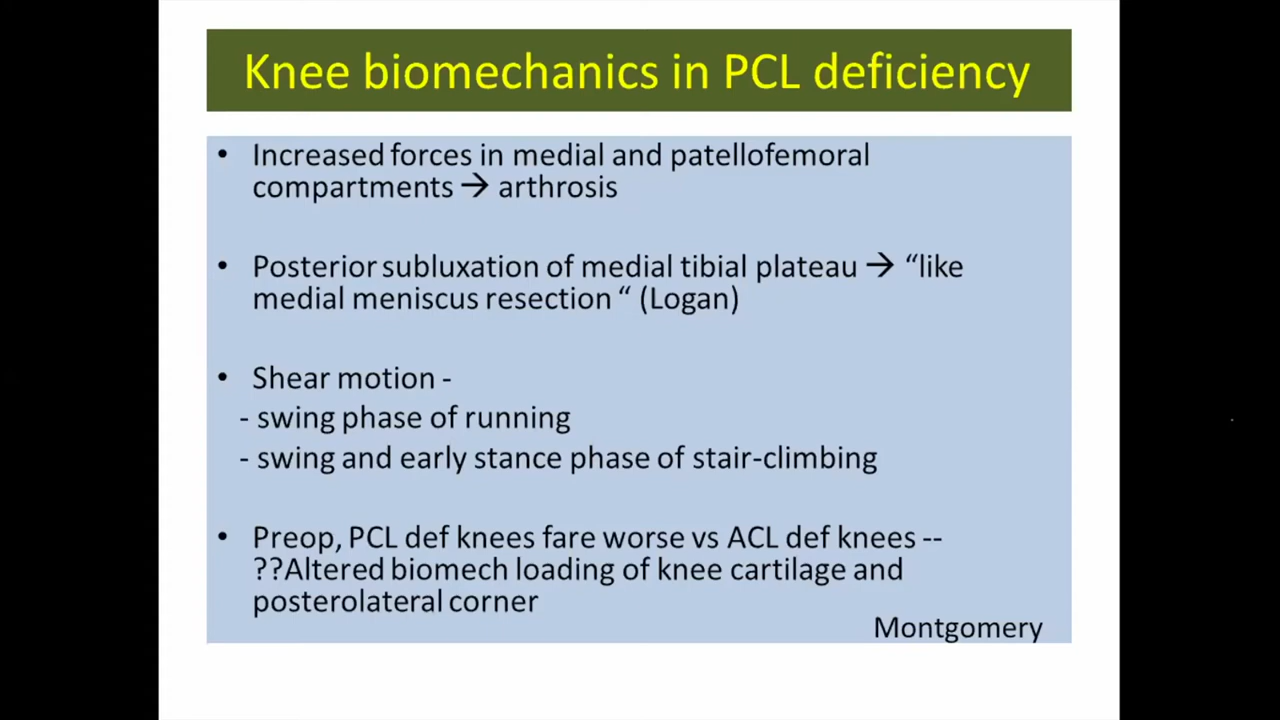 Knee biomechanics in PCL deficiency
• Increased forces in medial and patellofemoral
compartments → arthrosis
• Posterior subluxation of medial tibial plateau → “like
medial meniscus resection “ (Logan)
• Shear motion -
- swing phase of running
- swing and early stance phase of stair-climbing
• Preop, PCL def knees fare worse vs ACL def knees --
??Altered biomech loading of knee cartilage and
posterolateral corner
Montgomery